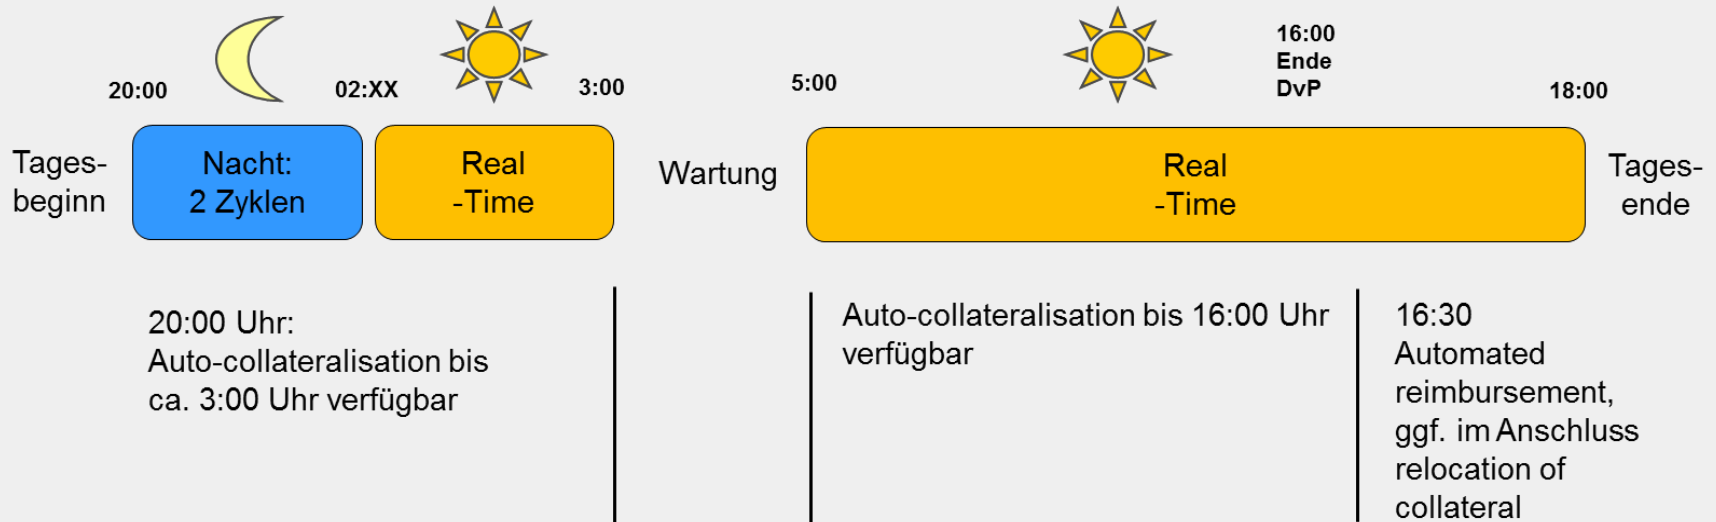 20:00
02:XX
3:00
5:00
16:00
Ende
DvP
18:00
Tages-
beginn
Nacht:
2 Zyklen
Real
-Time
Wartung
Real
-Time
Tages-
ende
20:00 Uhr:
Auto-collateralisation bis
ca. 3:00 Uhr verfügbar
Auto-collateralisation bis 16:00 Uhr
verfügbar
16:30
Automated
reimbursement,
ggf. im Anschluss
relocation of
collateral